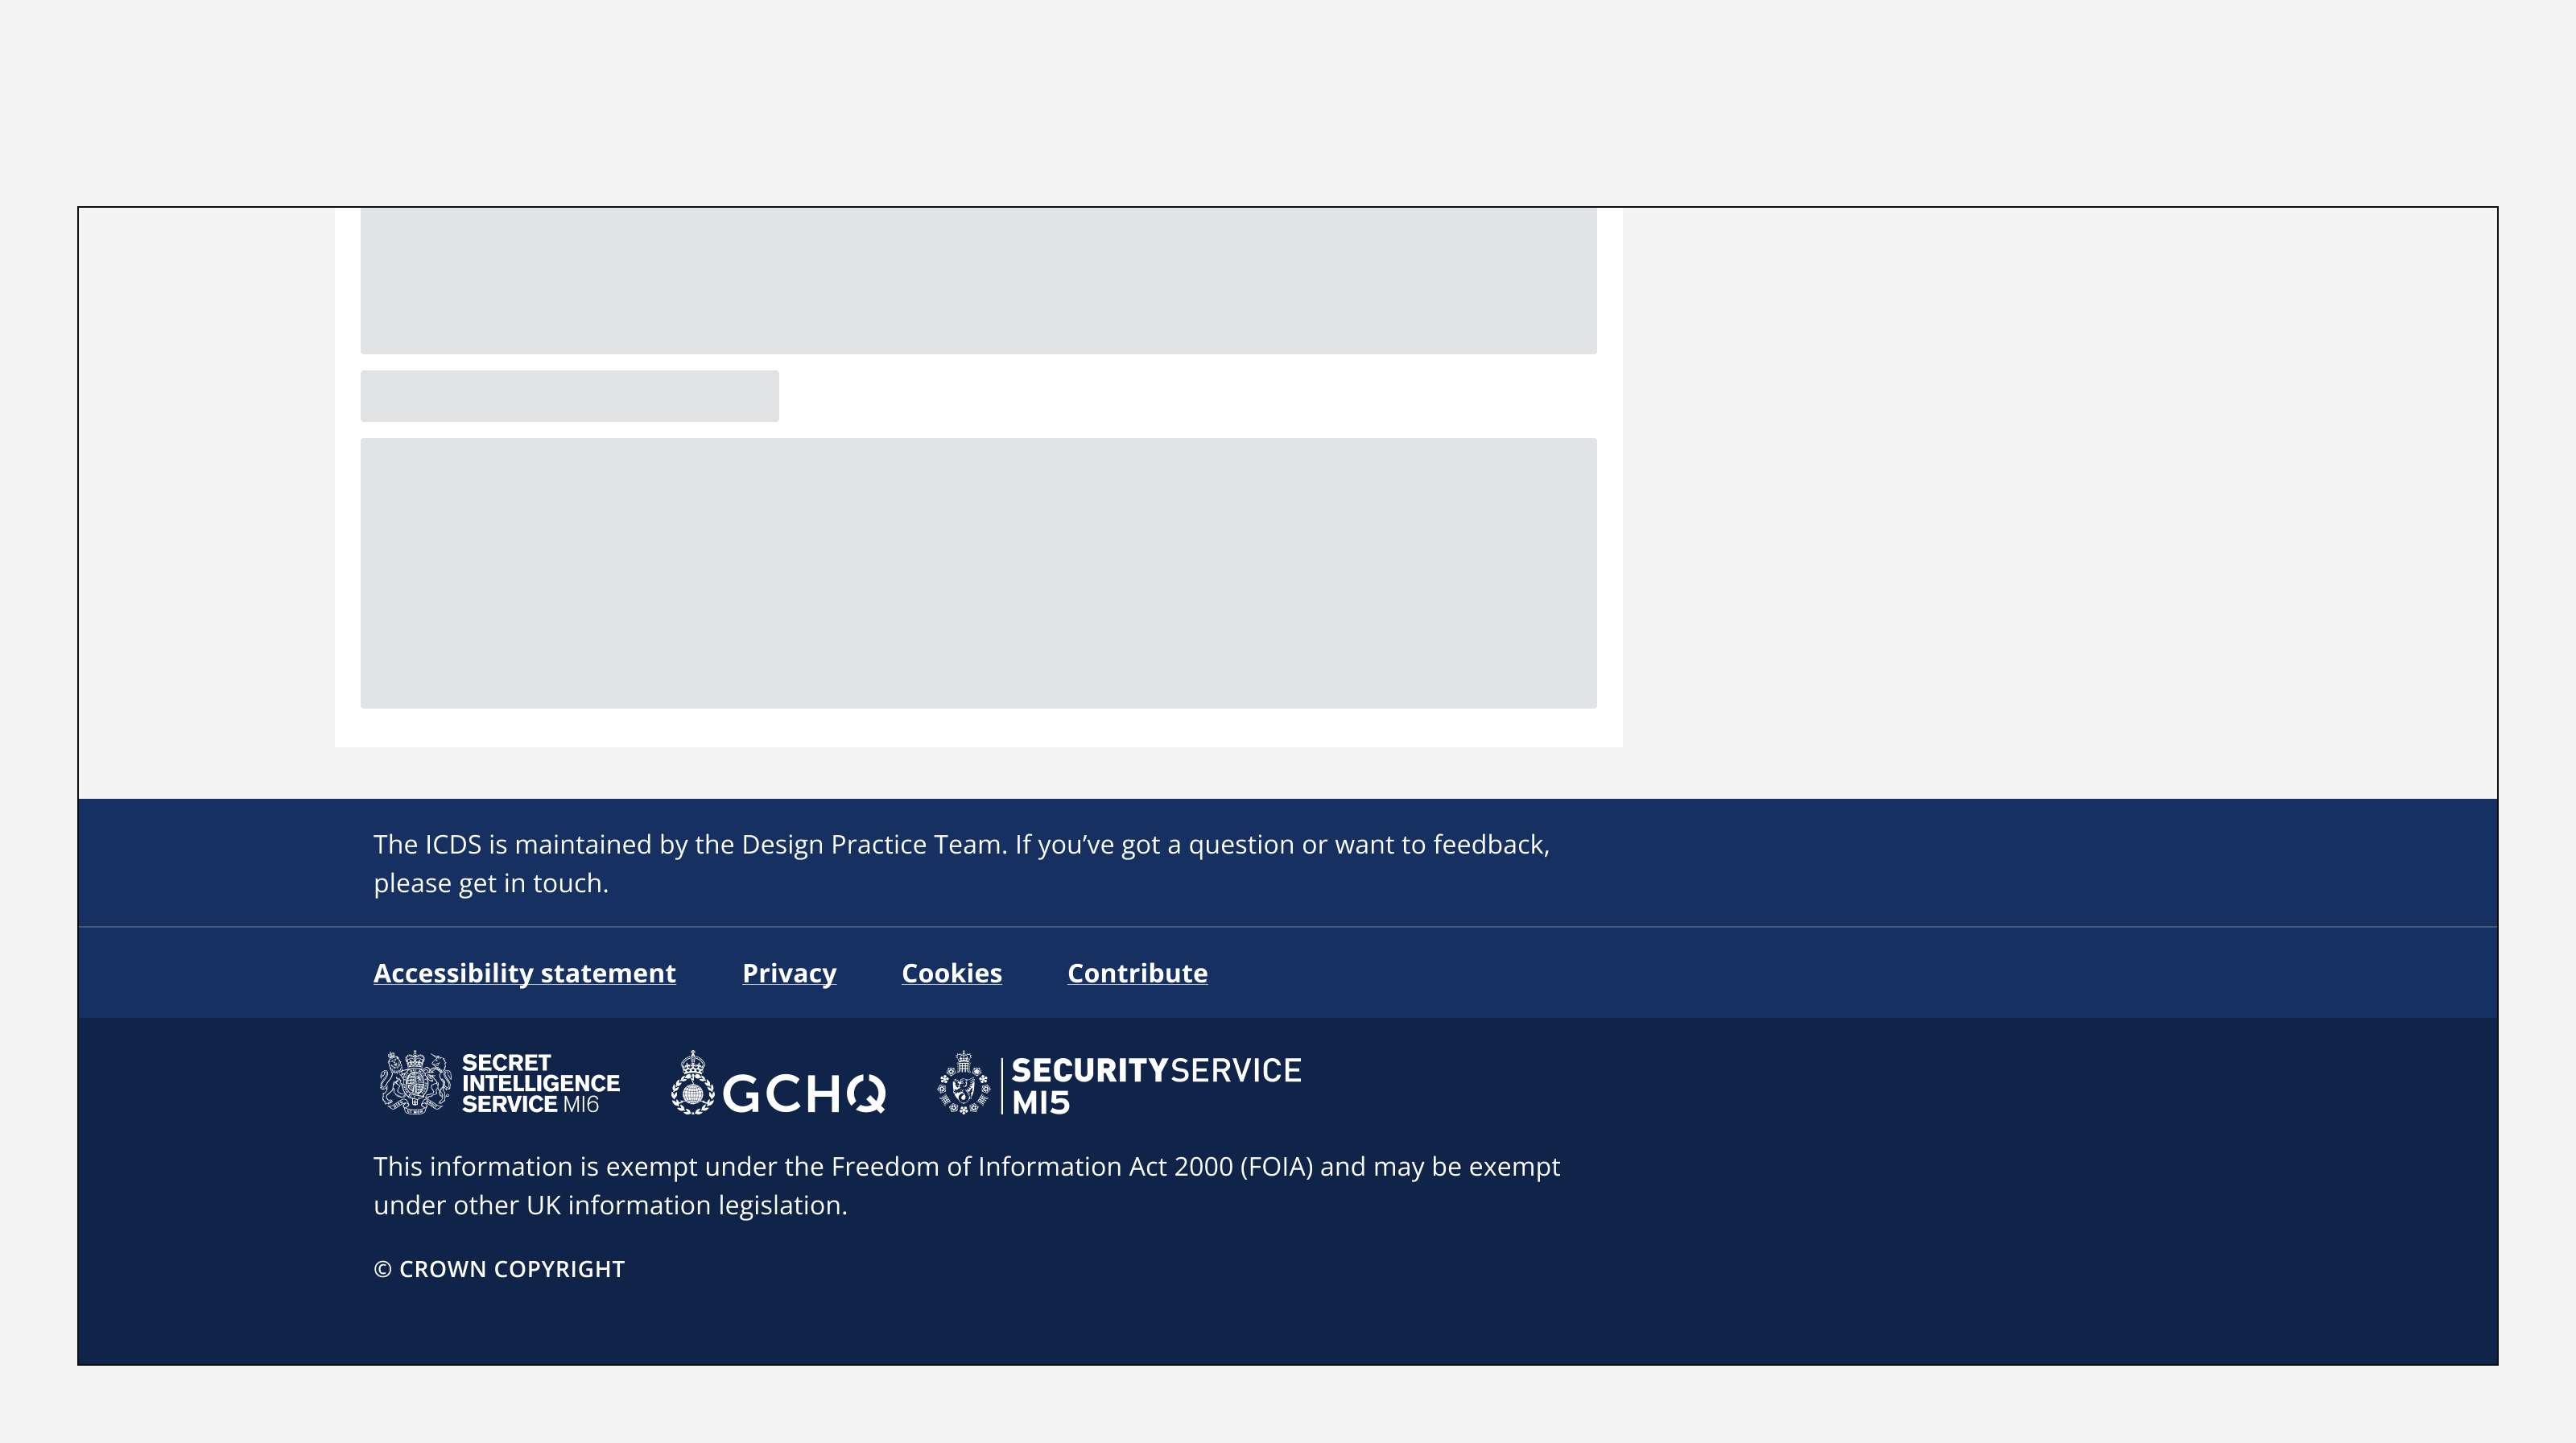 The ICDS is maintained by the Design Practice Team. If you’ve got a question or want to feedback,
please get in touch.
Accessibility statement Privacy Cookies Contribute
SECRET
INTELLIGENCE
SERVICE MI6
GCHQ
SECURITYSERVICE
MI5
This information is exempt under the Freedom of Information Act 2000 (FOIA) and may be exempt
under other UK information legislation.
© CROWN COPYRIGHT